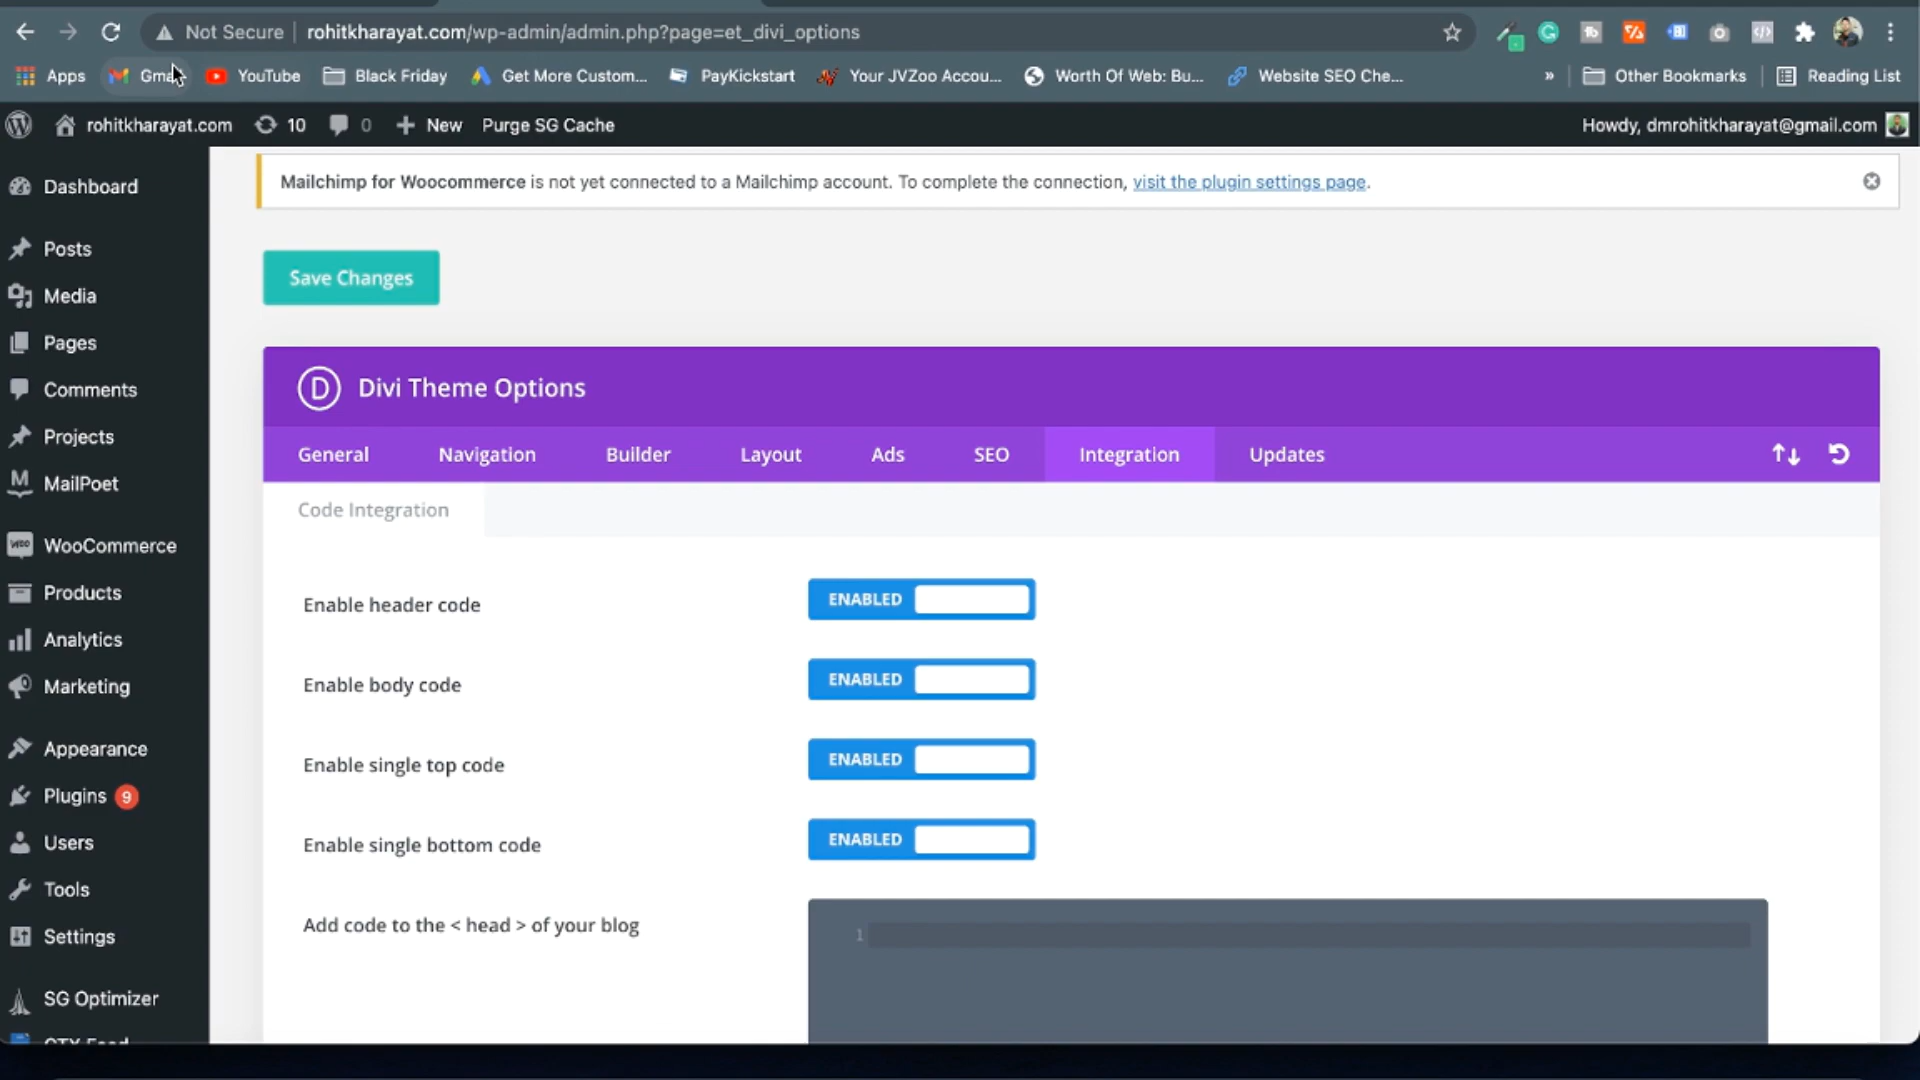 Not Secure rohitkharayat.com/wp-admin/admin.php?page=et_divi_options
Apps YouTube Black Friday Get More Custom... PayKickstart Your JVZoo Accou... Worth Of Web: Bu... Website SEO Che... » Other Bookmarks Reading List
rohitkharayat.com 10 0 + New Purge SG Cache Howdy, dmrohitkharayat@gmail.com
Mailchimp for Woocommerce is not yet connected to a Mailchimp account. To complete the connection, visit the plugin settings page.
Save Changes
Dashboard
Posts
Media
Pages
Comments
Projects
MailPoet
WooCommerce
Products
Analytics
Marketing
Appearance
Plugins 9
Users
Tools
Settings
SG Optimizer
D Divi Theme Options
General Navigation Builder Layout Ads SEO Integration Updates
Code Integration
Enable header code ENABLED
Enable body code ENABLED
Enable single top code ENABLED
Enable single bottom code ENABLED
Add code to the < head > of your blog
1